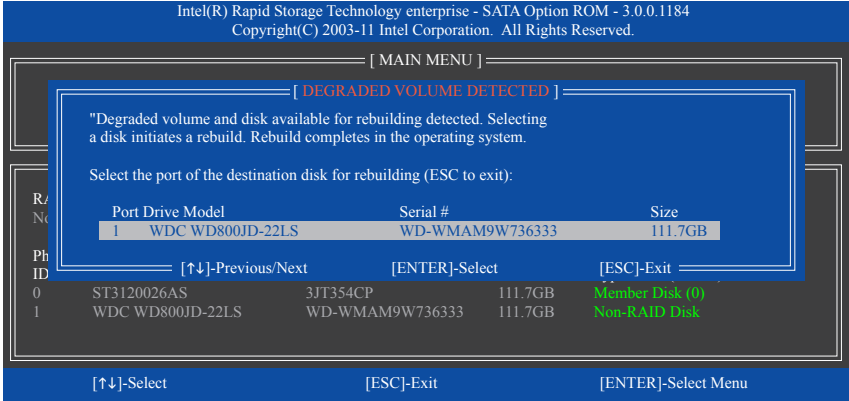 Intel(R) Rapid Storage Technology enterprise - SATA Option ROM - 3.0.0.1184
Copyright(C) 2003-11 Intel Corporation. All Rights Reserved.
[ MAIN MENU ]
[ DEGRADED VOLUME DETECTED ]
"Degraded volume and disk available for rebuilding detected. Selecting
a disk initiates a rebuild. Rebuild completes in the operating system.
Select the port of the destination disk for rebuilding (ESC to exit):
Port Drive Model Serial # Size
1 WDC WD800JD-22LS WD-WMAM9W736333 111.7GB
[↑↓]-Previous/Next [ENTER]-Select [ESC]-Exit
ID
0 ST3120026AS 3JT354CP 111.7GB Member Disk (0)
1 WDC WD800JD-22LS WD-WMAM9W736333 111.7GB Non-RAID Disk
[↑↓]-Select [ESC]-Exit [ENTER]-Select Menu